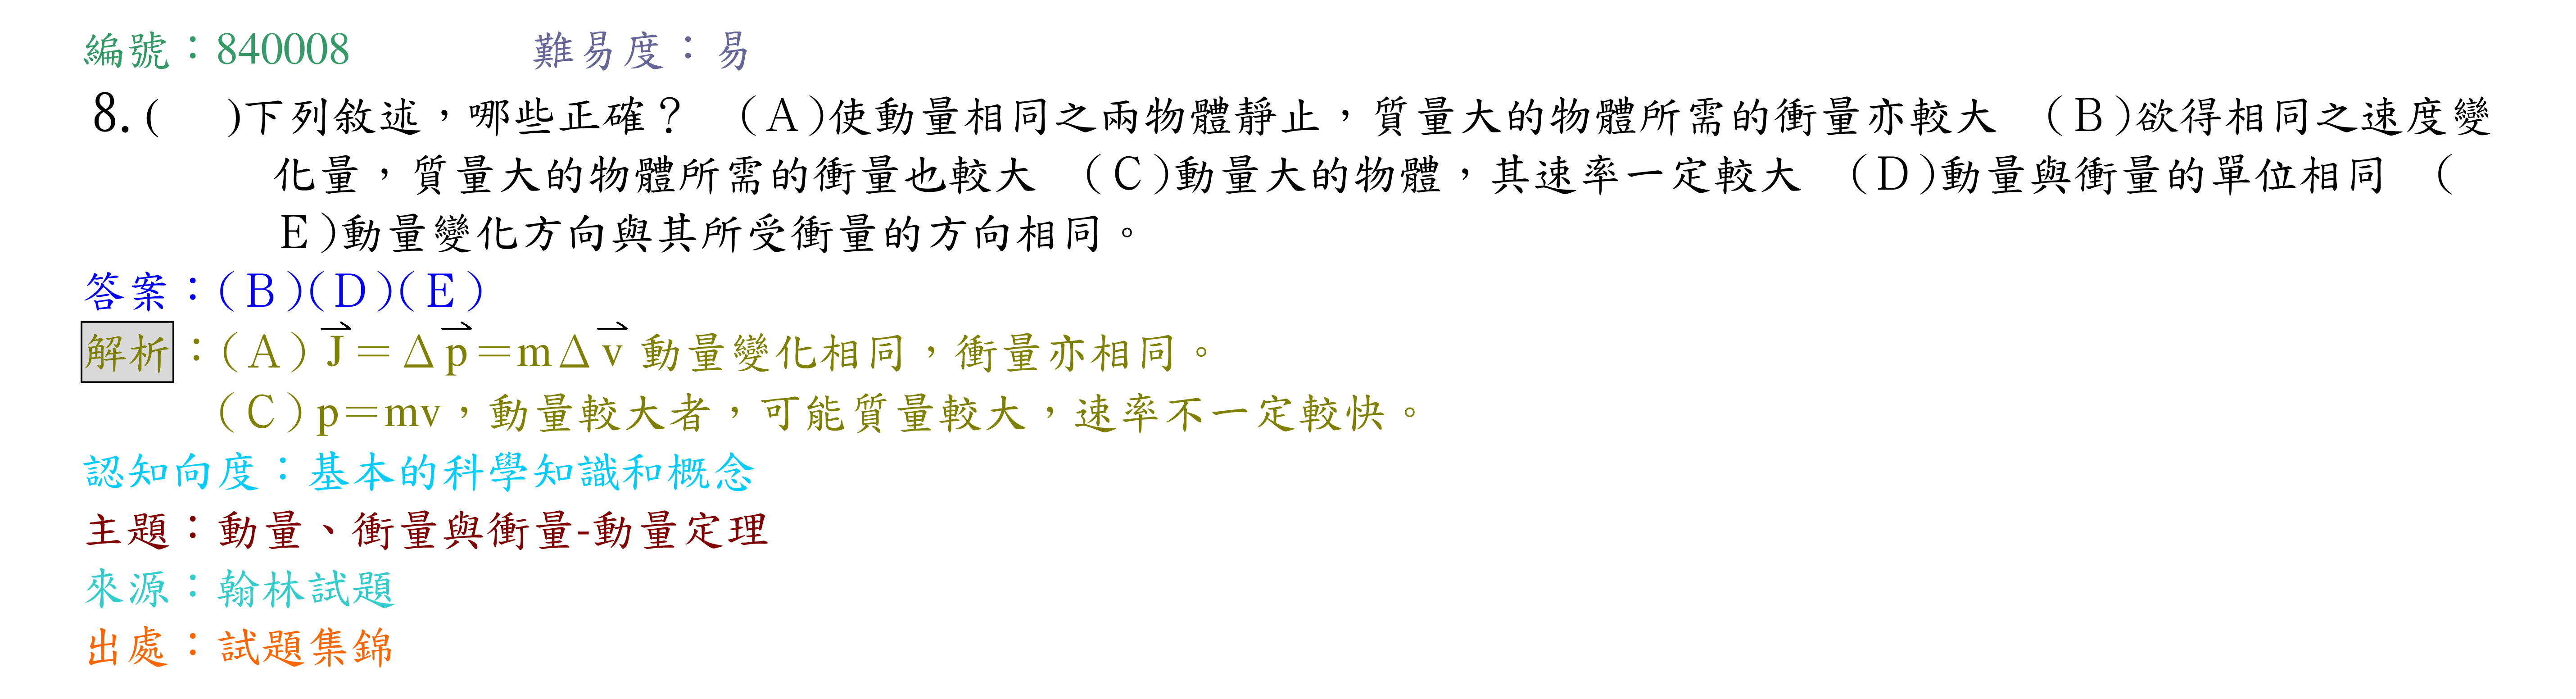 編號：840008 難易度：易
8.( )下列敘述，哪些正確？ (A)使動量相同之兩物體靜止，質量大的物體所需的衝量亦較大 (B)欲得相同之速度變
化量，質量大的物體所需的衝量也較大 (C)動量大的物體，其速率一定較大 (D)動量與衝量的單位相同 (
E)動量變化方向與其所受衝量的方向相同。
答案：(B)(D)(E)
解析：(A) J⃗＝Δp⃗＝mΔv⃗ 動量變化相同，衝量亦相同。
(C) p＝mv，動量較大者，可能質量較大，速率不一定較快。
認知向度：基本的科學知識和概念
主題：動量、衝量與衝量-動量定理
來源：翰林試題
出處：試題集錦